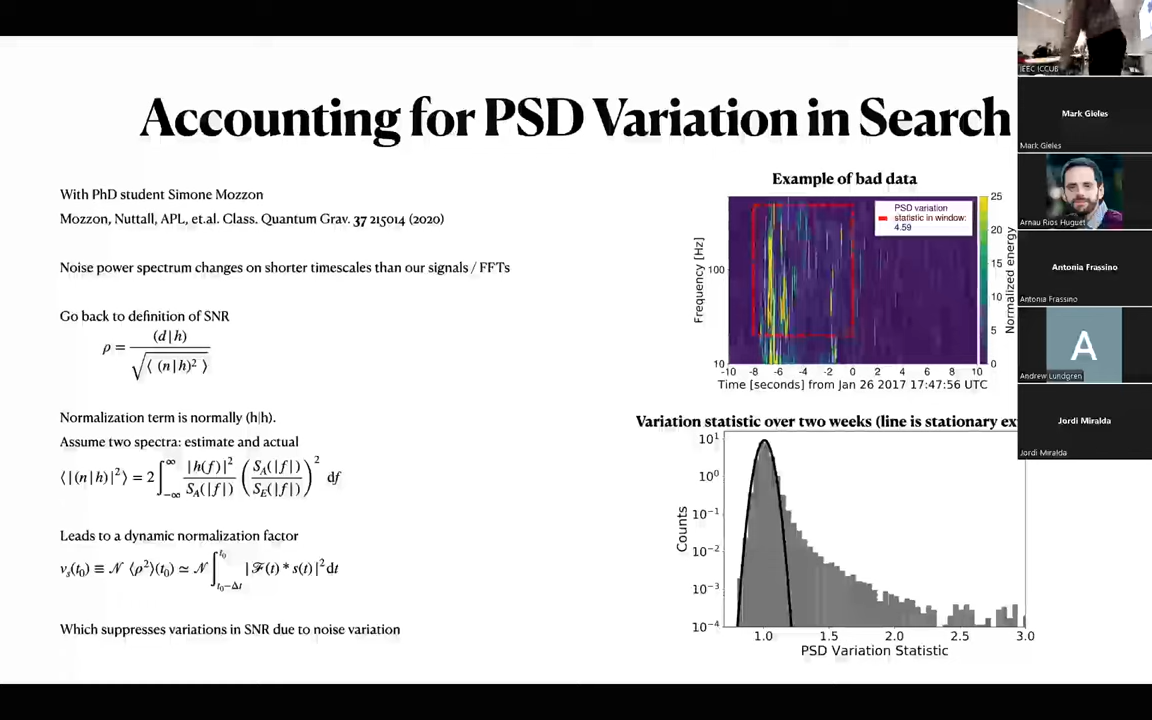 Accounting for PSD Variation in Search
With PhD student Simone Mozzon
Mozzon, Nuttall, APL, et.al. Class. Quantum Grav. 37 215014 (2020)
Noise power spectrum changes on shorter timescales than our signals / FFTs
Go back to definition of SNR
ρ = (d|h) / √⟨ (n|h)² ⟩
Normalization term is normally (h|h).
Assume two spectra: estimate and actual
⟨|(n|h)|²⟩ = 2 ∫_{-∞}^{∞} |h(f)|² / S_A(|f|) (S_A(|f|) / S_E(|f|))² df
Leads to a dynamic normalization factor
v_s(t₀) ≡ 𝒩 ⟨ρ²⟩(t₀) ≃ 𝒩 ∫_{t₀-Δt}^{t₀} |ℱ(t) * s(t)|² dt
Which suppresses variations in SNR due to noise variation
Example of bad data
PSD variation
statistic in window:
4.59
Frequency [Hz]
100
10
-10 -8 -6 -4 -2 0 2 4 6 8 10
Time [seconds] from Jan 26 2017 17:47:56 UTC
25
20
15
10
5
0
Normalized energy
Variation statistic over two weeks (line is stationary ex
Counts
10¹
10⁰
10⁻¹
10⁻²
10⁻³
10⁻⁴
1.0 1.5 2.0 2.5 3.0
PSD Variation Statistic
IEEC ICCUB
Mark Gieles
Mark Gieles
Arnau Rios Huguet
Antonia Frassino
Antonia Frassino
A
Andrew Lundgren
Jordi Miralda
Jordi Miralda